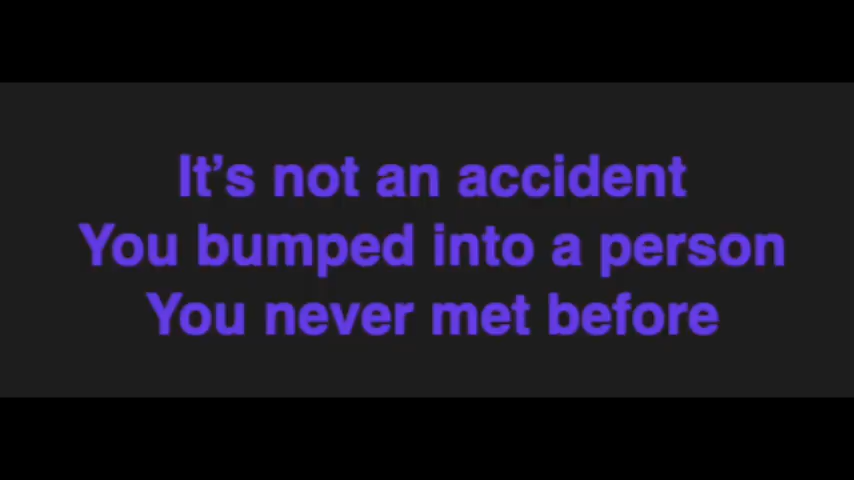 It’s not an accident
You bumped into a person
You never met before